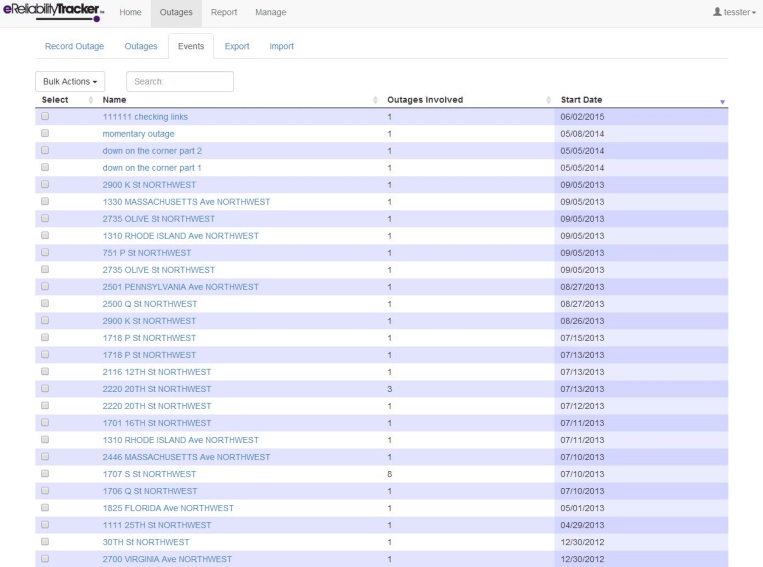 eReliabilityTracker™ Home Outages Report Manage tesster
Record Outage Outages Events Export Import
Bulk Actions Search:
Select Name Outages Involved Start Date
111111 checking links 1 06/02/2015
momentary outage 1 05/08/2014
down on the corner part 2 1 05/05/2014
down on the corner part 1 1 05/05/2014
2900 K St NORTHWEST 1 09/05/2013
1330 MASSACHUSETTS Ave NORTHWEST 1 09/05/2013
2735 OLIVE St NORTHWEST 1 09/05/2013
1310 RHODE ISLAND Ave NORTHWEST 1 09/05/2013
751 P St NORTHWEST 1 09/05/2013
2735 OLIVE St NORTHWEST 1 09/05/2013
2501 PENNSYLVANIA Ave NORTHWEST 1 08/27/2013
2500 Q St NORTHWEST 1 08/27/2013
2900 K St NORTHWEST 1 08/26/2013
1718 P St NORTHWEST 1 07/15/2013
1718 P St NORTHWEST 1 07/13/2013
2116 12TH St NORTHWEST 1 07/13/2013
2220 20TH St NORTHWEST 3 07/13/2013
2220 20TH St NORTHWEST 1 07/12/2013
1701 16TH St NORTHWEST 1 07/11/2013
1310 RHODE ISLAND Ave NORTHWEST 1 07/11/2013
2446 MASSACHUSETTS Ave NORTHWEST 1 07/10/2013
1707 S St NORTHWEST 8 07/10/2013
1706 Q St NORTHWEST 1 07/10/2013
1825 FLORIDA Ave NORTHWEST 1 05/01/2013
1111 25TH St NORTHWEST 1 04/29/2013
30TH St NORTHWEST 1 12/30/2012
2700 VIRGINIA Ave NORTHWEST 1 12/30/2012